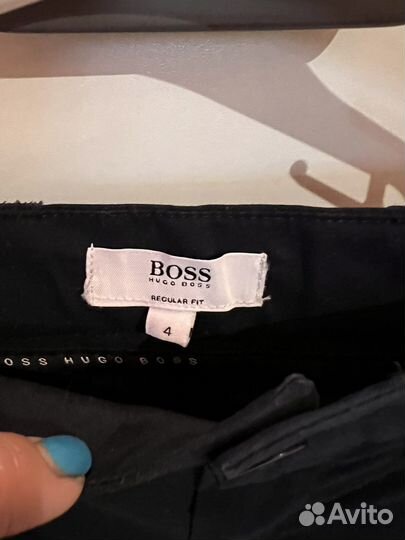 BOSS
HUGO BOSS
REGULAR FIT
4
OSS HUGO BOSS
Avito